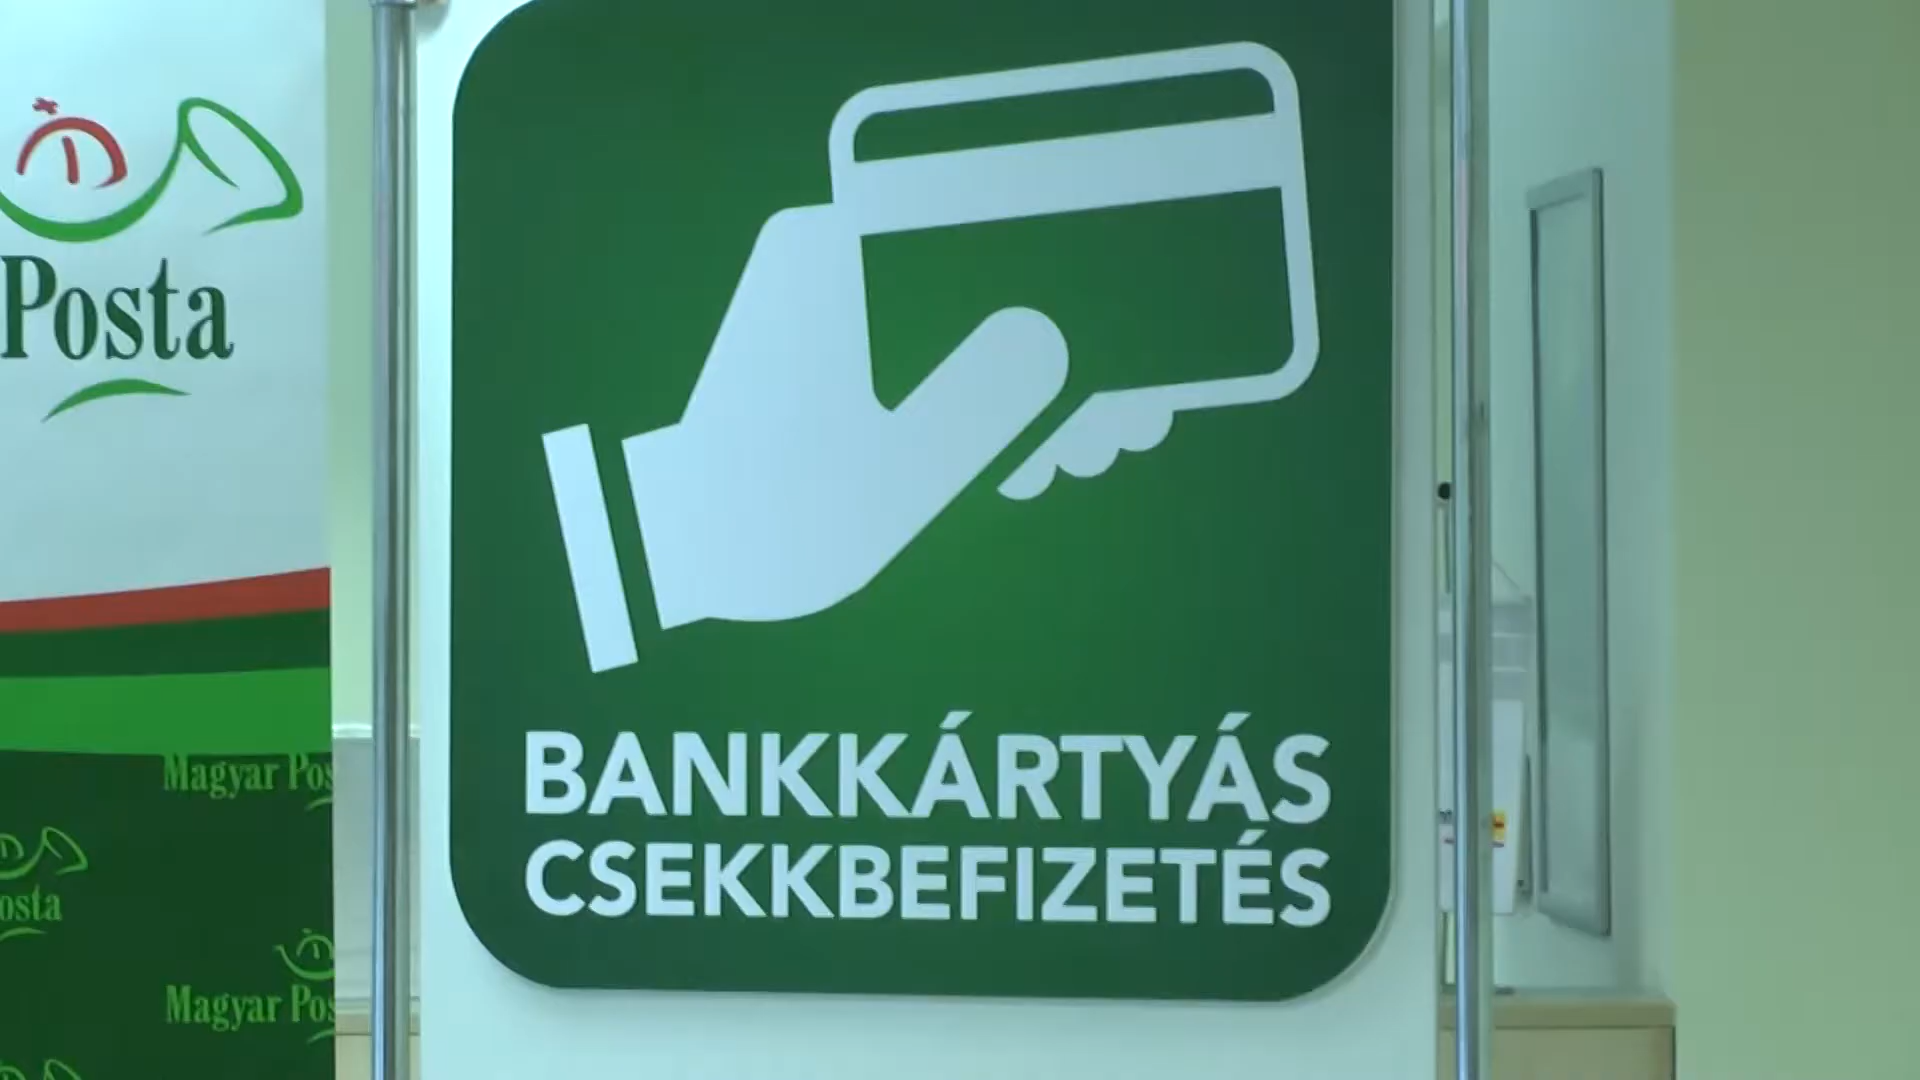 Posta
BANKKÁRTYÁS
CSEKKBEFIZETÉS
Magyar Pos
osta
Magyar Pos